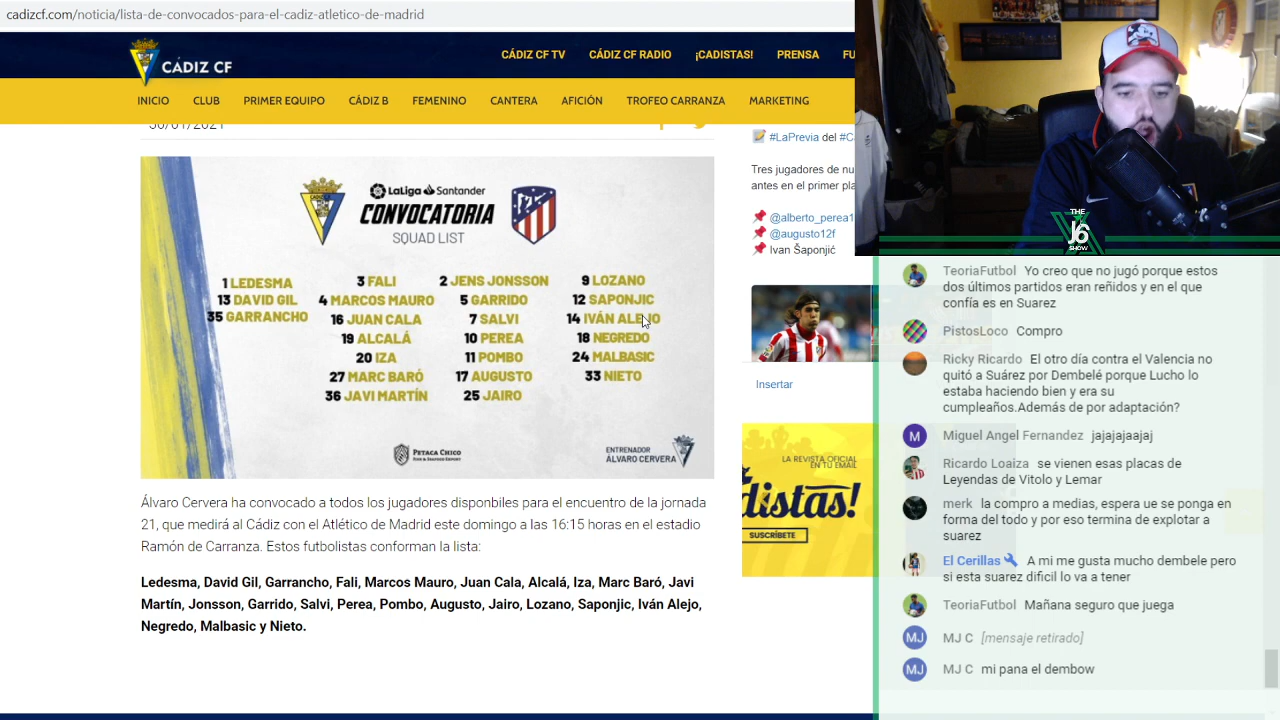 cadizcf.com/noticia/lista-de-convocados-para-el-cadiz-atletico-de-madrid
CÁDIZ CF
CÁDIZ CF TV
CÁDIZ CF RADIO
¡CADISTAS!
PRENSA
FU
INICIO
CLUB
PRIMER EQUIPO
CÁDIZ B
FEMENINO
CANTERA
AFICIÓN
TROFEO CARRANZA
MARKETING
30/01/2021
LaLiga Santander
CONVOCATORIA
SQUAD LIST
1 LEDESMA
13 DAVID GIL
35 GARRANCHO
3 FALI
4 MARCOS MAURO
16 JUAN CALA
19 ALCALÁ
20 IZA
27 MARC BARÓ
36 JAVI MARTÍN
2 JENS JONSSON
5 GARRIDO
7 SALVI
10 PEREA
11 POMBO
17 AUGUSTO
25 JAIRO
9 LOZANO
12 SAPONJIC
14 IVÁN ALEJO
18 NEGREDO
24 MALBASIC
33 NIETO
PETACA CHICO
ENTRENADOR
ÁLVARO CERVERA
Álvaro Cervera ha convocado a todos los jugadores disponbiles para el encuentro de la jornada
21, que medirá al Cádiz con el Atlético de Madrid este domingo a las 16:15 horas en el estadio
Ramón de Carranza. Estos futbolistas conforman la lista:
Ledesma, David Gil, Garrancho, Fali, Marcos Mauro, Juan Cala, Alcalá, Iza, Marc Baró, Javi
Martín, Jonsson, Garrido, Salvi, Perea, Pombo, Augusto, Jairo, Lozano, Saponjic, Iván Alejo,
Negredo, Malbasic y Nieto.
#LaPrevia del #C
Tres jugadores de nu
antes en el primer pla
@alberto_perea1
@augusto12f
Ivan Šaponjić
Insertar
LA REVISTA OFICIAL
EN TU EMAIL
distas!
SUSCRÍBETE
THE
J6
SHOW
TeoriaFutbol Yo creo que no jugó porque estos
dos últimos partidos eran reñidos y en el que
confía es en Suarez
PistosLoco Compro
Ricky Ricardo El otro día contra el Valencia no
quitó a Suárez por Dembelé porque Lucho lo
estaba haciendo bien y era su
cumpleaños.Además de por adaptación?
M
Miguel Angel Fernandez jajajajaajaj
Ricardo Loaiza se vienen esas placas de
Leyendas de Vitolo y Lemar
merk la compro a medias, espera ue se ponga en
forma del todo y por eso termina de explotar a
suarez
El Cerillas A mi me gusta mucho dembele pero
si esta suarez dificil lo va a tener
TeoriaFutbol Mañana seguro que juega
MJ
MJ C [mensaje retirado]
MJ
MJ C mi pana el dembow